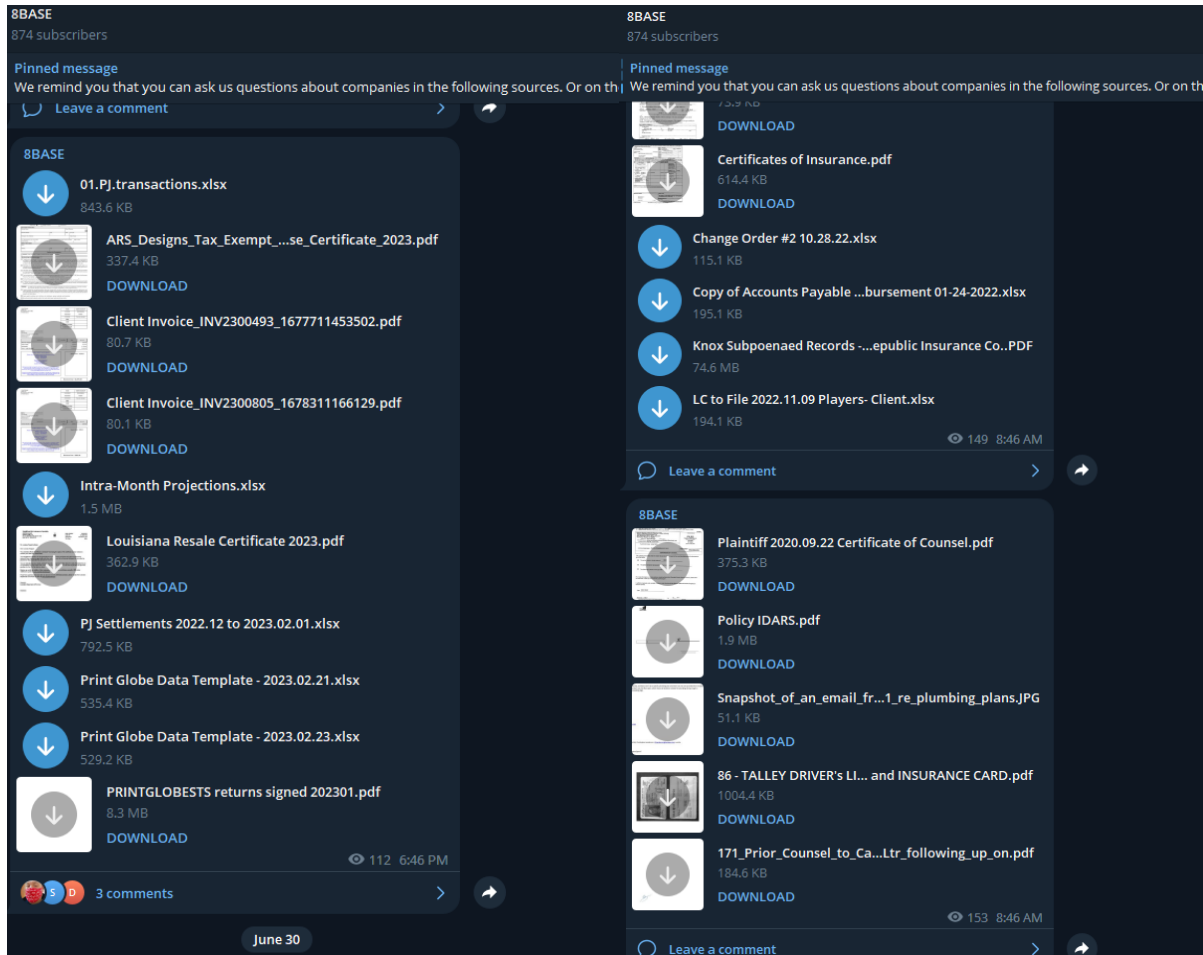 8BASE
874 subscribers
Pinned message
We remind you that you can ask us questions about companies in the following sources. Or on th
Leave a comment
8BASE
01.PJ.transactions.xlsx
843.6 KB
ARS_Designs_Tax_Exempt_...se_Certificate_2023.pdf
337.4 KB
DOWNLOAD
Client Invoice_INV2300493_1677711453502.pdf
80.7 KB
DOWNLOAD
Client Invoice_INV2300805_1678311166129.pdf
80.1 KB
DOWNLOAD
Intra-Month Projections.xlsx
1.5 MB
Louisiana Resale Certificate 2023.pdf
362.9 KB
DOWNLOAD
PJ Settlements 2022.12 to 2023.02.01.xlsx
792.5 KB
Print Globe Data Template - 2023.02.21.xlsx
535.4 KB
Print Globe Data Template - 2023.02.23.xlsx
529.2 KB
PRINTGLOBESTS returns signed 202301.pdf
8.3 MB
DOWNLOAD
112 6:46 PM
S D 3 comments
June 30
8BASE
874 subscribers
Pinned message
We remind you that you can ask us questions about companies in the following sources. Or on th
73.9 KB
DOWNLOAD
Certificates of Insurance.pdf
614.4 KB
DOWNLOAD
Change Order #2 10.28.22.xlsx
115.1 KB
Copy of Accounts Payable ...bursement 01-24-2022.xlsx
195.1 KB
Knox Subpoenaed Records -...epublic Insurance Co..PDF
74.6 MB
LC to File 2022.11.09 Players- Client.xlsx
194.1 KB
149 8:46 AM
Leave a comment
8BASE
Plaintiff 2020.09.22 Certificate of Counsel.pdf
375.3 KB
DOWNLOAD
Policy IDARS.pdf
1.9 MB
DOWNLOAD
Snapshot_of_an_email_fr...1_re_plumbing_plans.JPG
51.1 KB
DOWNLOAD
86 - TALLEY DRIVER's LI... and INSURANCE CARD.pdf
1004.4 KB
DOWNLOAD
171_Prior_Counsel_to_Ca...Ltr_following_up_on.pdf
184.6 KB
DOWNLOAD
153 8:46 AM
Leave a comment